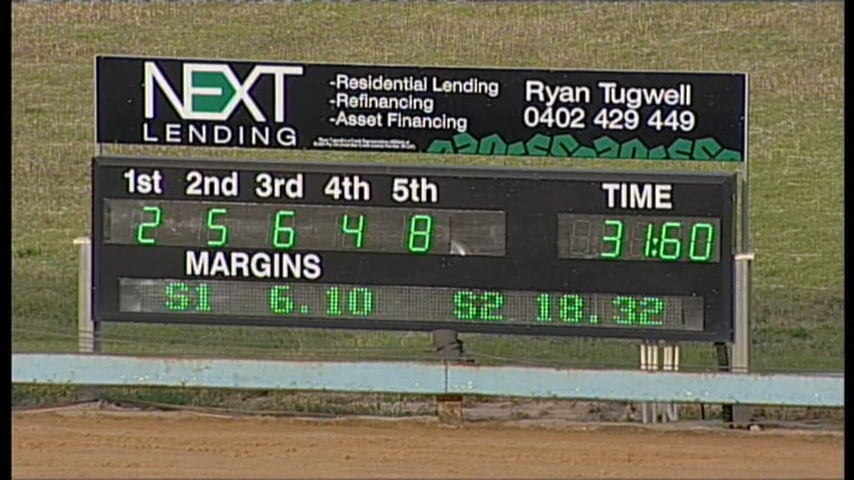 NEXT
LENDING
-Residential Lending
-Refinancing
-Asset Financing
Ryan Tugwell
0402 429 449
1st 2nd 3rd 4th 5th TIME
2 5 6 4 8 31:60
MARGINS
S1 6.10 S2 18.32